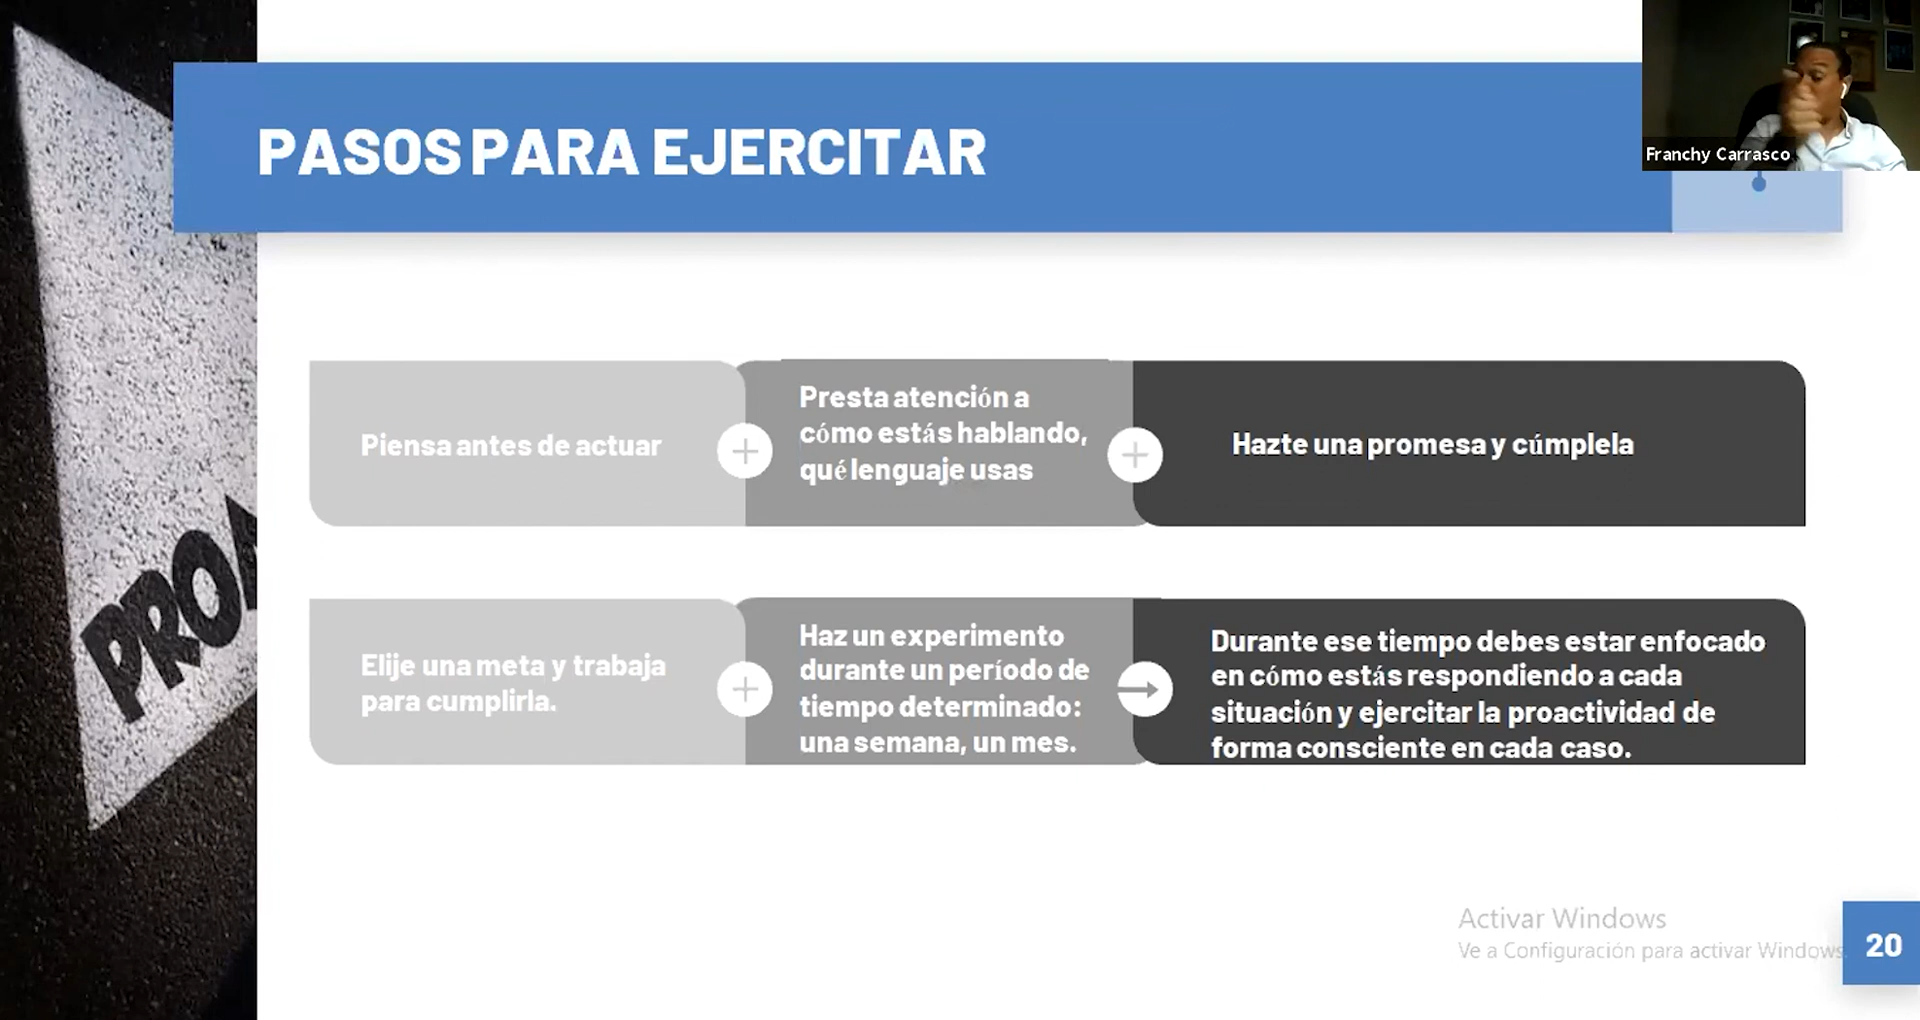 PASOS PARA EJERCITAR
Franchy Carrasco
Piensa antes de actuar
Presta atención a
cómo estás hablando,
qué lenguaje usas
Hazte una promesa y cúmplela
Elije una meta y trabaja
para cumplirla.
Haz un experimento
durante un período de
tiempo determinado:
una semana, un mes.
Durante ese tiempo debes estar enfocado
en cómo estás respondiendo a cada
situación y ejercitar la proactividad de
forma consciente en cada caso.
PROA
Activar Windows
Ve a Configuración para activar Windows.
20